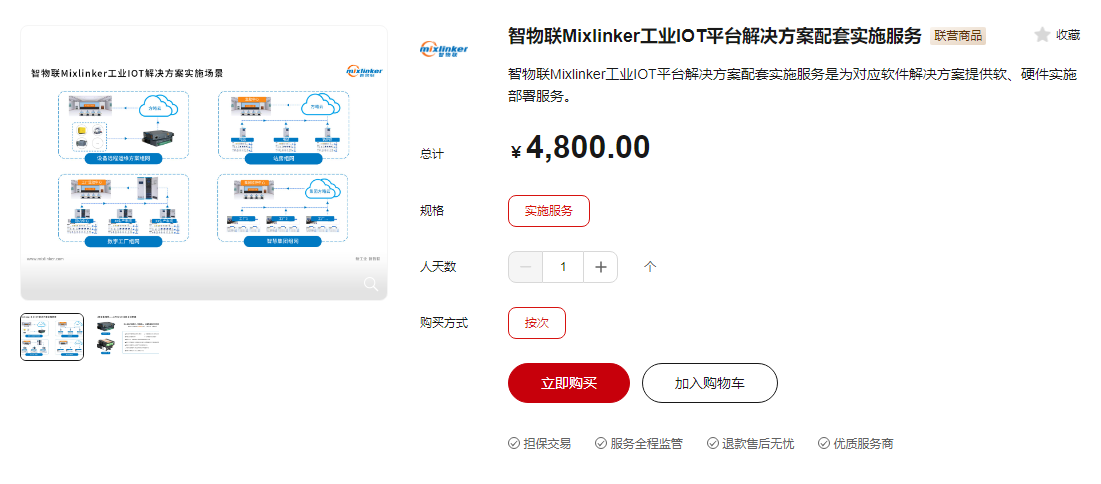 智物联Mixlinker工业IOT平台解决方案配套实施服务 联营商品 收藏
智物联Mixlinker工业IOT平台解决方案配套实施服务是为对应软件解决方案提供软、硬件实施
部署服务。
总计 ¥ 4,800.00
规格 实施服务
人天数 1 个
购买方式 按次
立即购买 加入购物车
担保交易 服务全程监管 退款售后无忧 优质服务商
mixlinker
智物联
智物联Mixlinker工业IOT解决方案实施场景
mixlinker
设备远程运维方案组网
站房组网
数字工厂组网
智慧集团组网